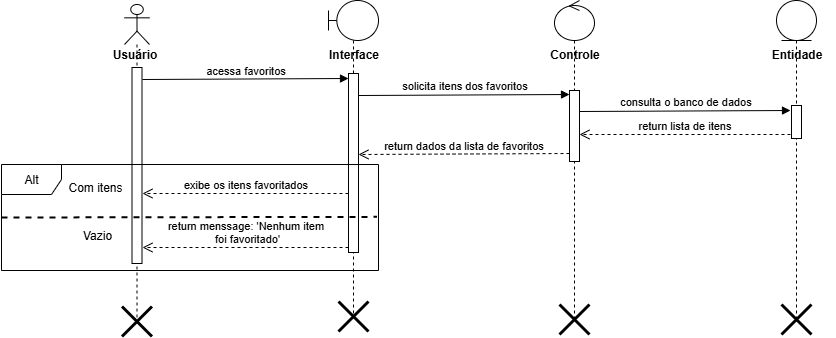 Usuário
Interface
Controle
Entidade
acessa favoritos
solicita itens dos favoritos
consulta o banco de dados
return lista de itens
return dados da lista de favoritos
Alt
Com itens
exibe os itens favoritados
Vazio
return menssage: 'Nenhum item
foi favoritado'